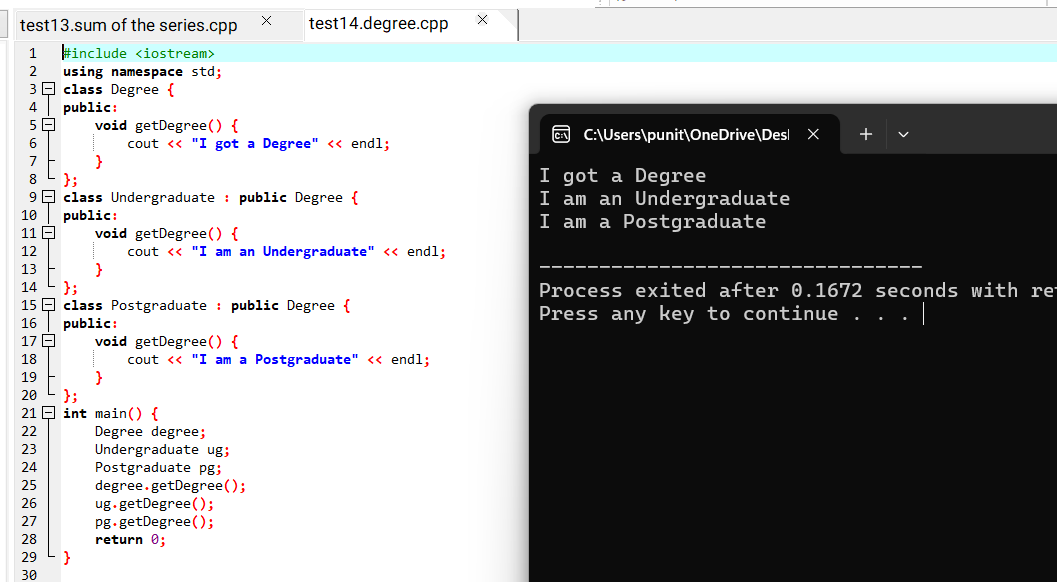 test13.sum of the series.cpp
test14.degree.cpp
1 #include <iostream>
2 using namespace std;
3 class Degree {
4 public:
5 void getDegree() {
6 cout << "I got a Degree" << endl;
7 }
8 };
9 class Undergraduate : public Degree {
10 public:
11 void getDegree() {
12 cout << "I am an Undergraduate" << endl;
13 }
14 };
15 class Postgraduate : public Degree {
16 public:
17 void getDegree() {
18 cout << "I am a Postgraduate" << endl;
19 }
20 };
21 int main() {
22 Degree degree;
23 Undergraduate ug;
24 Postgraduate pg;
25 degree.getDegree();
26 ug.getDegree();
27 pg.getDegree();
28 return 0;
29 }
30
C:\Users\punit\OneDrive\Des
I got a Degree
I am an Undergraduate
I am a Postgraduate
--------------------------------
Process exited after 0.1672 seconds with
Press any key to continue . . .